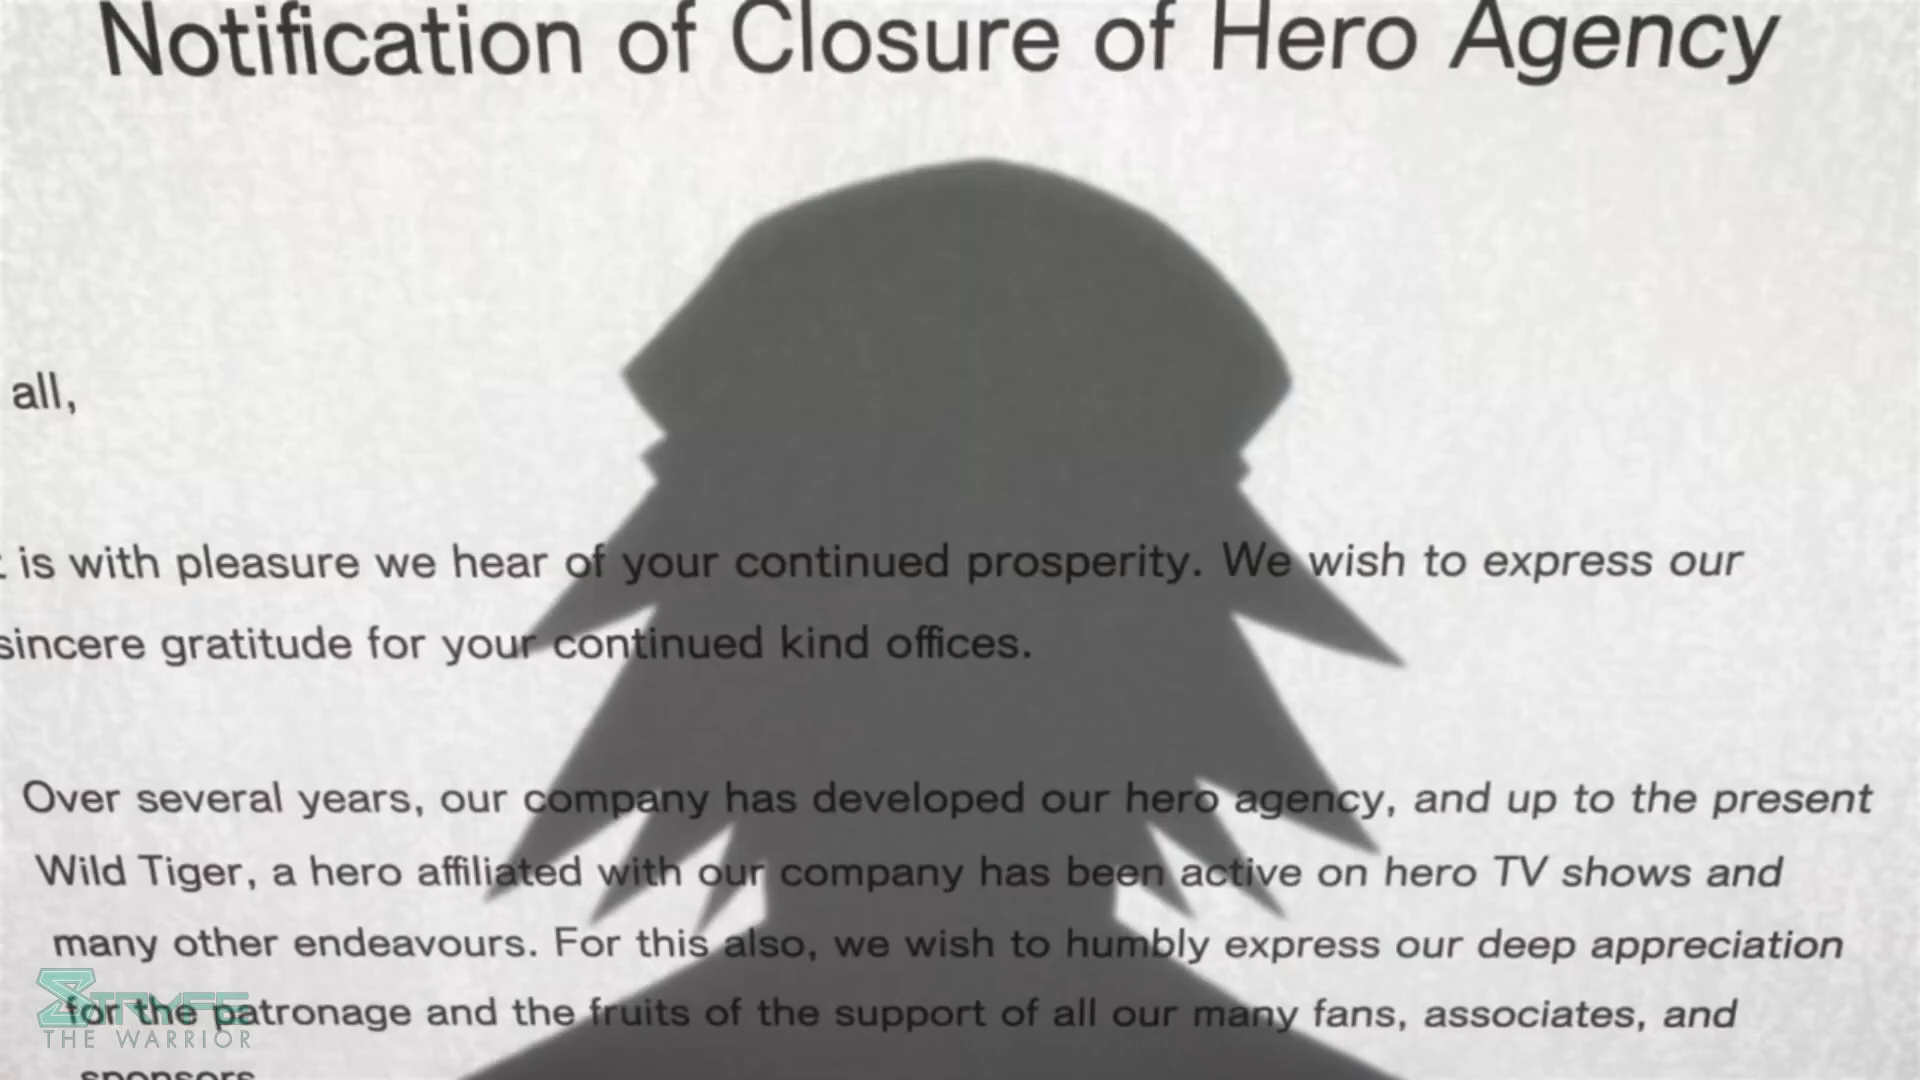 Notification of Closure of Hero Agency
all,
is with pleasure we hear of your continued prosperity. We wish to express our
sincere gratitude for your continued kind offices.
Over several years, our company has developed our hero agency, and up to the present
Wild Tiger, a hero affiliated with our company has been active on hero TV shows and
many other endeavours. For this also, we wish to humbly express our deep appreciation
for the patronage and the fruits of the support of all our many fans, associates, and
sponsors
STRYFE
THE WARRIOR